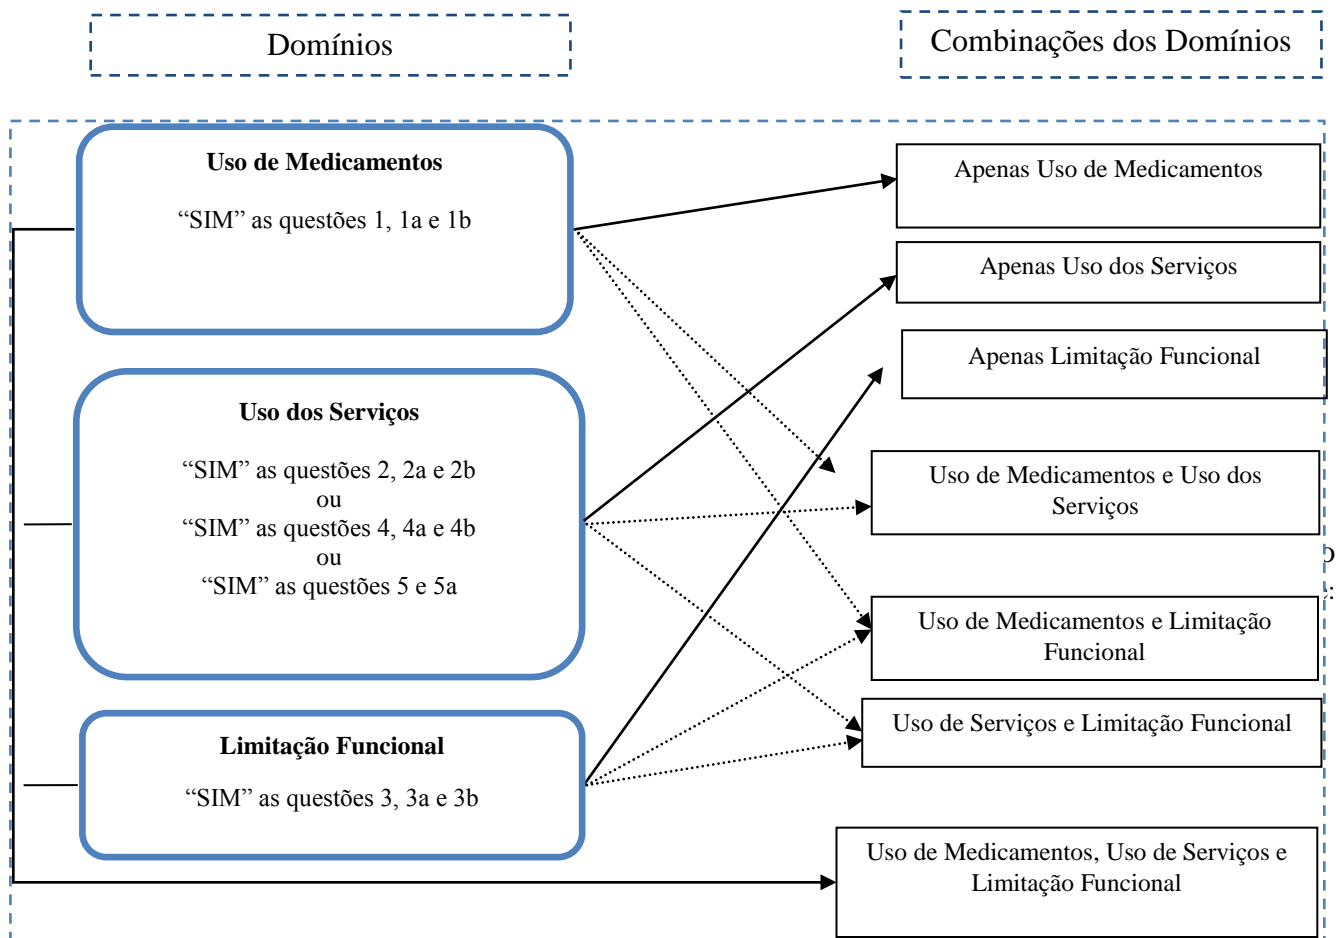 Domínios
Combinações dos Domínios
Uso de Medicamentos
“SIM” as questões 1, 1a e 1b
Uso dos Serviços
“SIM” as questões 2, 2a e 2b
ou
“SIM” as questões 4, 4a e 4b
ou
“SIM” as questões 5 e 5a
Limitação Funcional
“SIM” as questões 3, 3a e 3b
Apenas Uso de Medicamentos
Apenas Uso dos Serviços
Apenas Limitação Funcional
Uso de Medicamentos e Uso dos
Serviços
Uso de Medicamentos e Limitação
Funcional
Uso de Serviços e Limitação Funcional
Uso de Medicamentos, Uso de Serviços e
Limitação Funcional